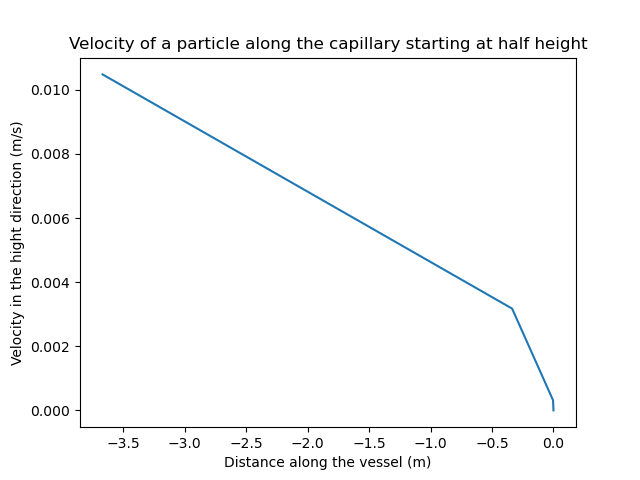 Velocity of a particle along the capillary starting at half height
Velocity in the hight direction (m/s)
0.010
0.008
0.006
0.004
0.002
0.000
−3.5 −3.0 −2.5 −2.0 −1.5 −1.0 −0.5 0.0
Distance along the vessel (m)